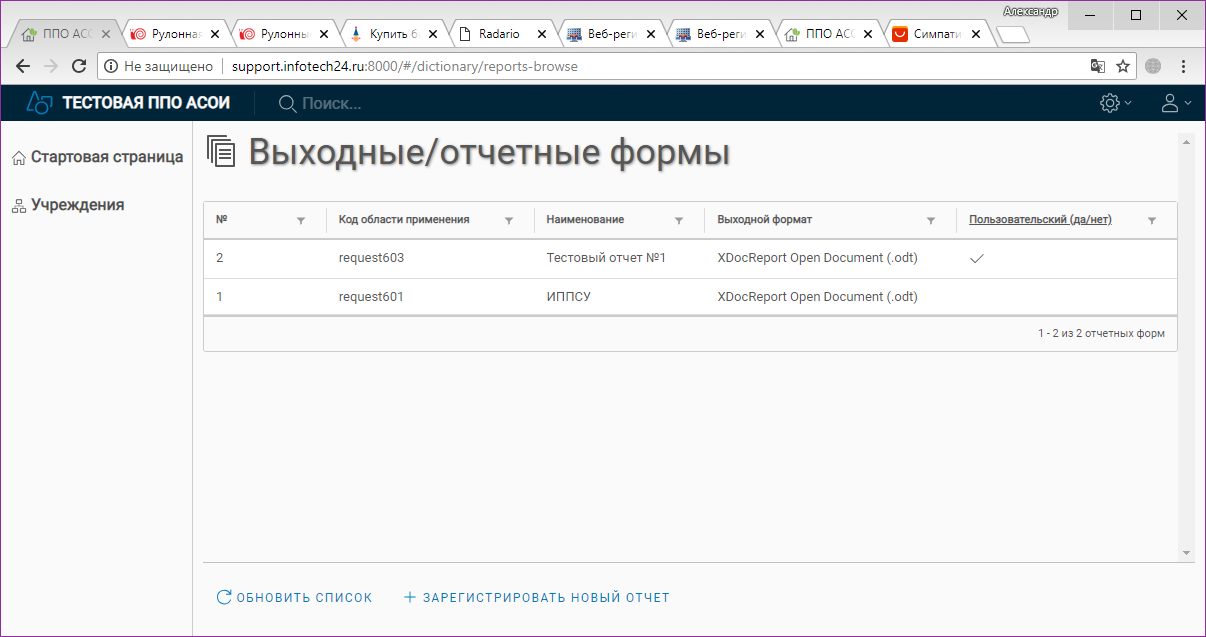 Александр
ППО АСО
Рулонная
Рулонны
Купить б
Radario
Веб-реги
Веб-реги
ППО АСО
Симпати
Не защищено
support.infotech24.ru:8000/#/dictionary/reports-browse
ТЕСТОВАЯ ППО АСОИ
Поиск...
Стартовая страница
Учреждения
Выходные/отчетные формы
№ Код области применения Наименование Выходной формат Пользовательский (да/нет)
2 request603 Тестовый отчет №1 XDocReport Open Document (.odt)
1 request601 ИППСУ XDocReport Open Document (.odt)
1 - 2 из 2 отчетных форм
ОБНОВИТЬ СПИСОК
ЗАРЕГИСТРИРОВАТЬ НОВЫЙ ОТЧЕТ